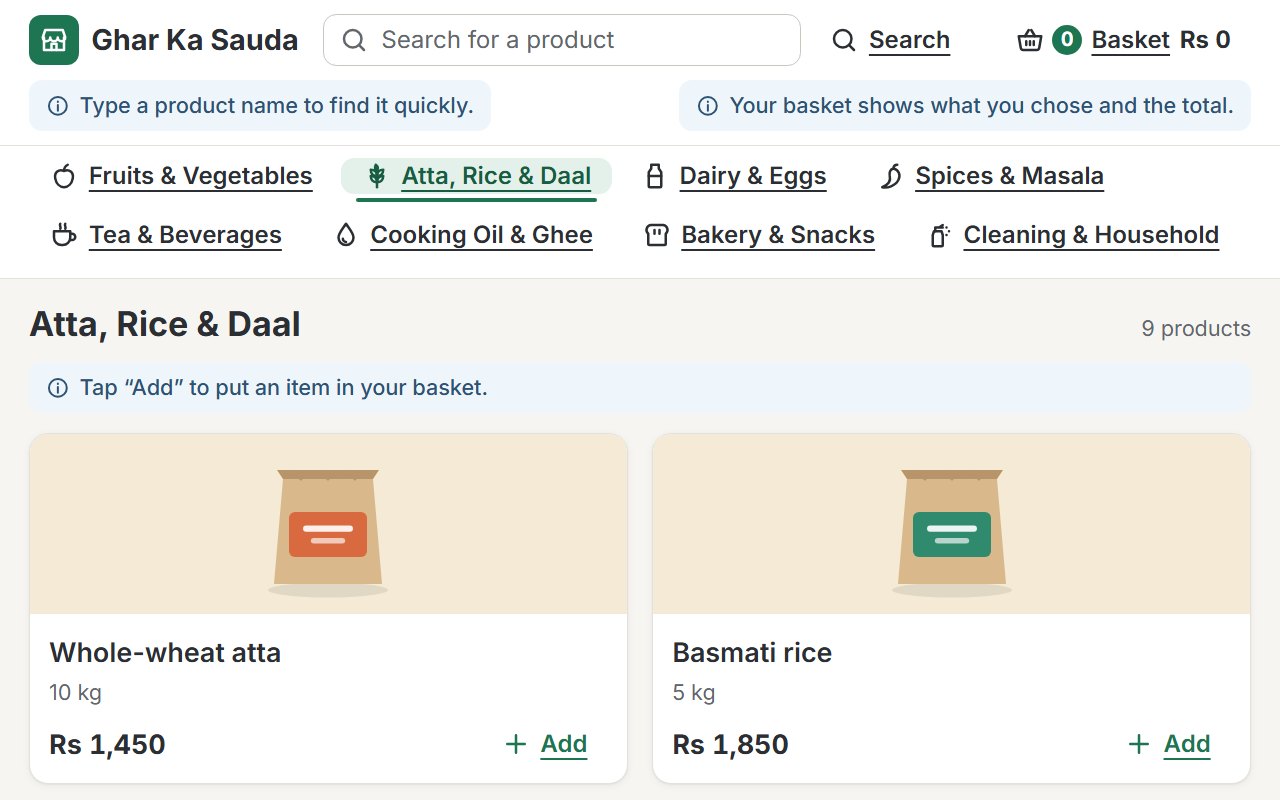 Ghar Ka Sauda
Search for a product
Search
0 Basket Rs 0
Type a product name to find it quickly.
Your basket shows what you chose and the total.
Fruits & Vegetables
Atta, Rice & Daal
Dairy & Eggs
Spices & Masala
Tea & Beverages
Cooking Oil & Ghee
Bakery & Snacks
Cleaning & Household
Atta, Rice & Daal
9 products
Tap “Add” to put an item in your basket.
Whole-wheat atta
10 kg
Rs 1,450
Add
Basmati rice
5 kg
Rs 1,850
Add